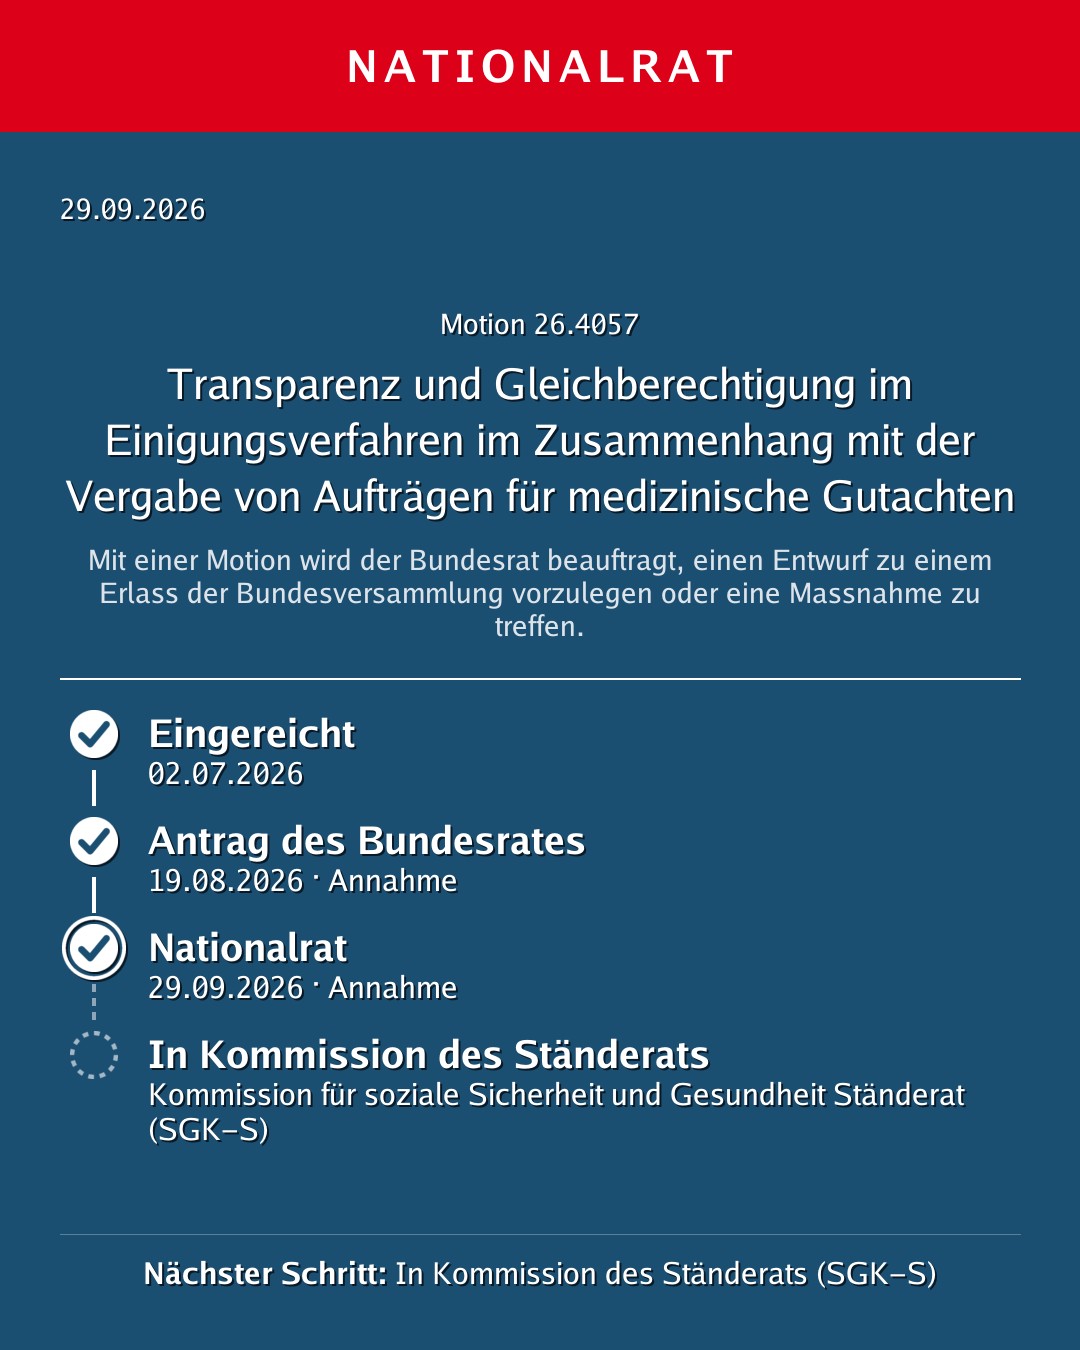 NATIONALRAT
29.09.2026
Motion 26.4057
Transparenz und Gleichberechtigung im
Einigungsverfahren im Zusammenhang mit der
Vergabe von Aufträgen für medizinische Gutachten
Mit einer Motion wird der Bundesrat beauftragt, einen Entwurf zu einem
Erlass der Bundesversammlung vorzulegen oder eine Massnahme zu
treffen.
Eingereicht
02.07.2026
Antrag des Bundesrates
19.08.2026 · Annahme
Nationalrat
29.09.2026 · Annahme
In Kommission des Ständerats
Kommission für soziale Sicherheit und Gesundheit Ständerat
(SGK–S)
Nächster Schritt: In Kommission des Ständerats (SGK–S)